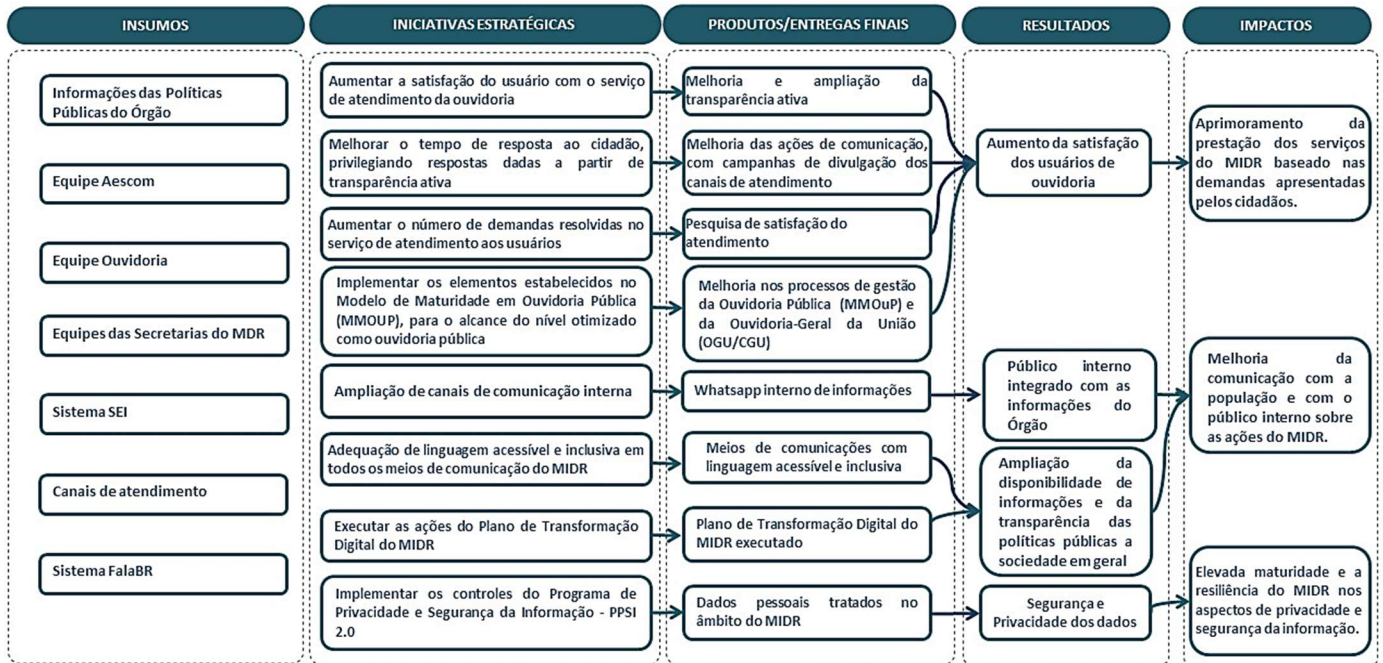 INSUMOS
Informações das Políticas
Públicas do Órgão
Equipe Aescom
Equipe Ouvidoria
Equipes das Secretarias do MDR
Sistema SEI
Canais de atendimento
Sistema FalaBR
INICIATIVAS ESTRATÉGICAS
Aumentar a satisfação do usuário com o serviço
de atendimento da ouvidoria
Melhorar o tempo de resposta ao cidadão,
privilegiando respostas dadas a partir de
transparência ativa
Aumentar o número de demandas resolvidas no
serviço de atendimento aos usuários
Implementar os elementos estabelecidos no
Modelo de Maturidade em Ouvidoria Pública
(MMOUP), para o alcance do nível otimizado
como ouvidoria pública
Ampliação de canais de comunicação interna
Adequação de linguagem acessível e inclusiva em
todos os meios de comunicação do MIDR
Executar as ações do Plano de Transformação
Digital do MIDR
Implementar os controles do Programa de
Privacidade e Segurança da Informação - PPSI
2.0
PRODUTOS/ENTREGAS FINAIS
Melhoria e ampliação da
transparência ativa
Melhoria das ações de comunicação,
com campanhas de divulgação dos
canais de atendimento
Pesquisa de satisfação do
atendimento
Melhoria nos processos de gestão
da Ouvidoria Pública (MMOuP) e
da Ouvidoria-Geral da União
(OGU/CGU)
Whatsapp interno de informações
Meios de comunicações com
linguagem acessível e inclusiva
Plano de Transformação Digital do
MIDR executado
Dados pessoais tratados no
âmbito do MIDR
RESULTADOS
Aumento da satisfação
dos usuários de
ouvidoria
Público interno
integrado com as
informações do
Órgão
Ampliação da
disponibilidade de
informações e da
transparência das
políticas públicas a
sociedade em geral
Segurança e
Privacidade dos dados
IMPACTOS
Aprimoramento da
prestação dos serviços
do MIDR baseado nas
demandas apresentadas
pelos cidadãos.
Melhoria da
comunicação com a
população e com o
público interno sobre
as ações do MIDR.
Elevada maturidade e a
resiliência do MIDR nos
aspectos de privacidade e
segurança da informação.